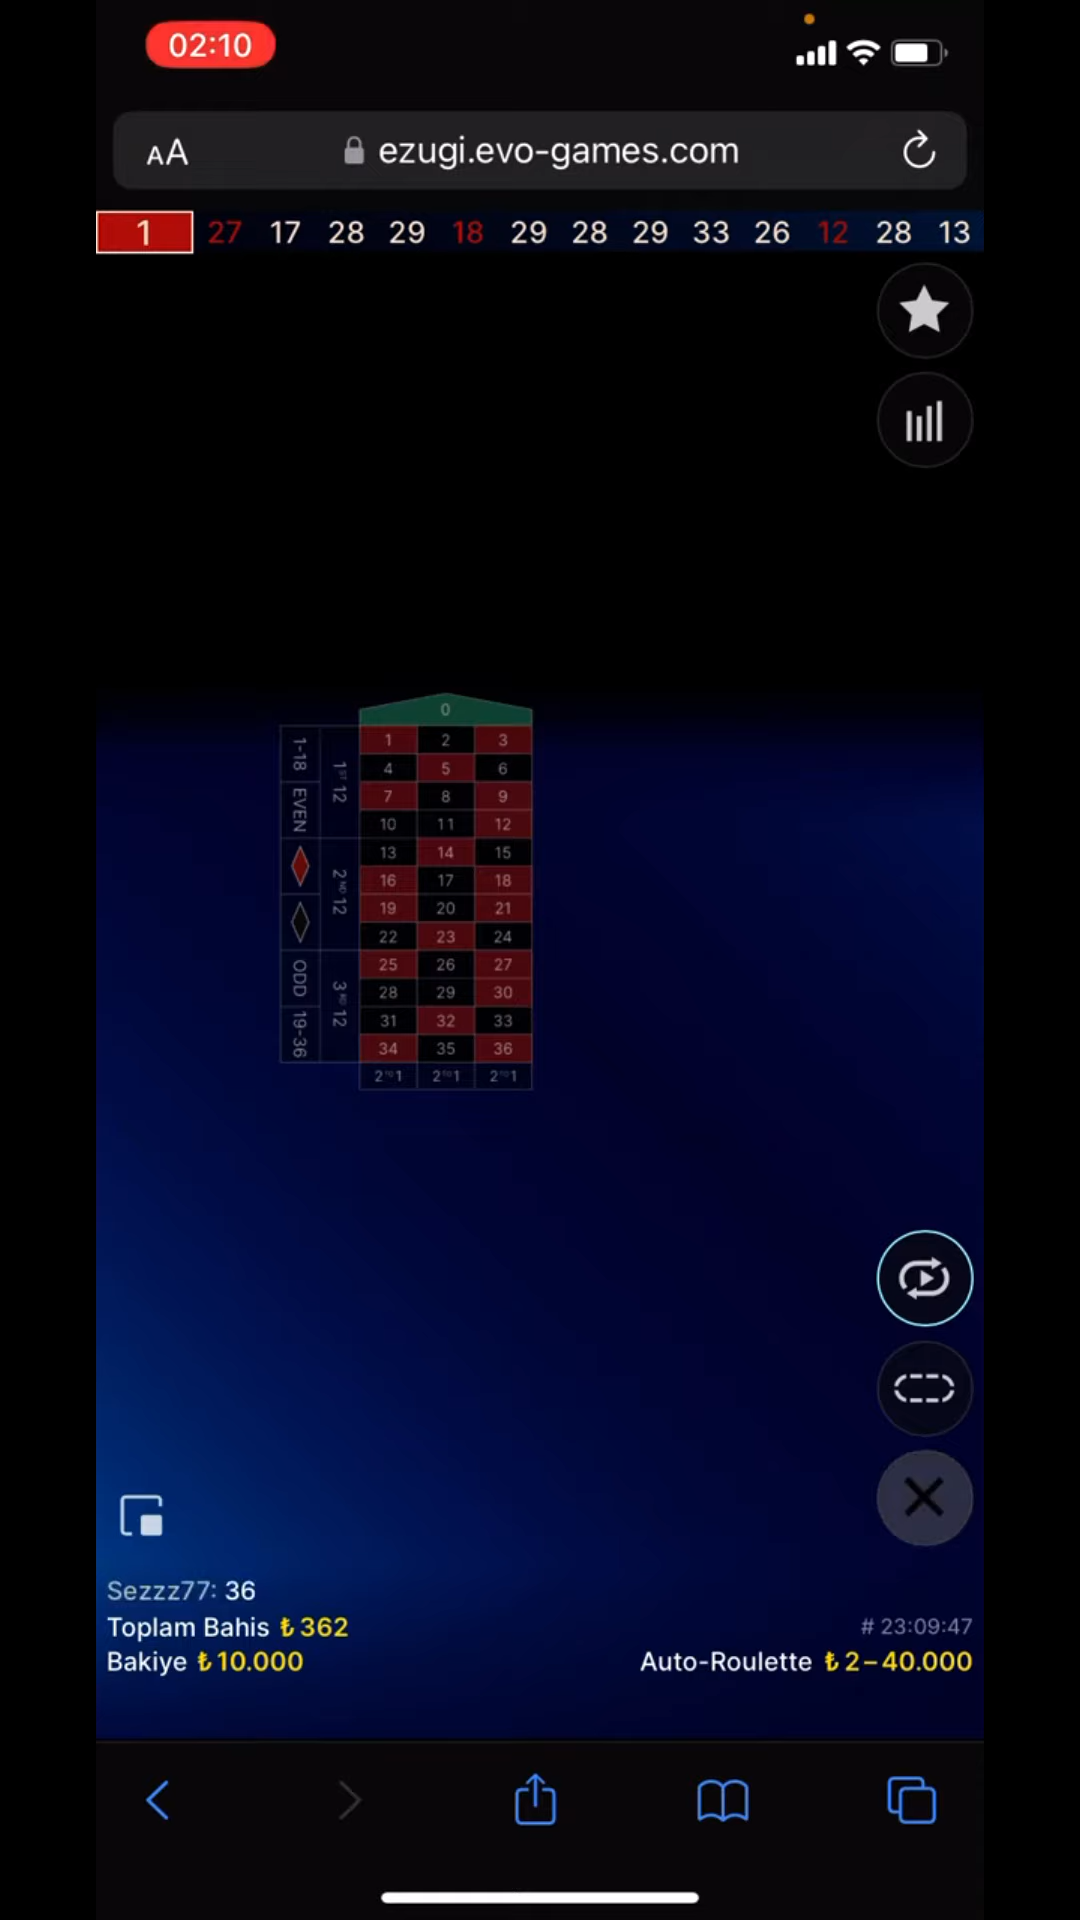 02:10
AA ezugi.evo-games.com
1 27 17 28 29 18 29 28 29 33 26 12 28 13
0
1-18 EVEN ODD 19-36
1ST 12 2ND 12 3RD 12
1 2 3
4 5 6
7 8 9
10 11 12
13 14 15
16 17 18
19 20 21
22 23 24
25 26 27
28 29 30
31 32 33
34 35 36
2TO1 2TO1 2TO1
Sezzz77: 36
Toplam Bahis ₺362
# 23:09:47
Bakiye ₺10.000
Auto-Roulette ₺2–40.000